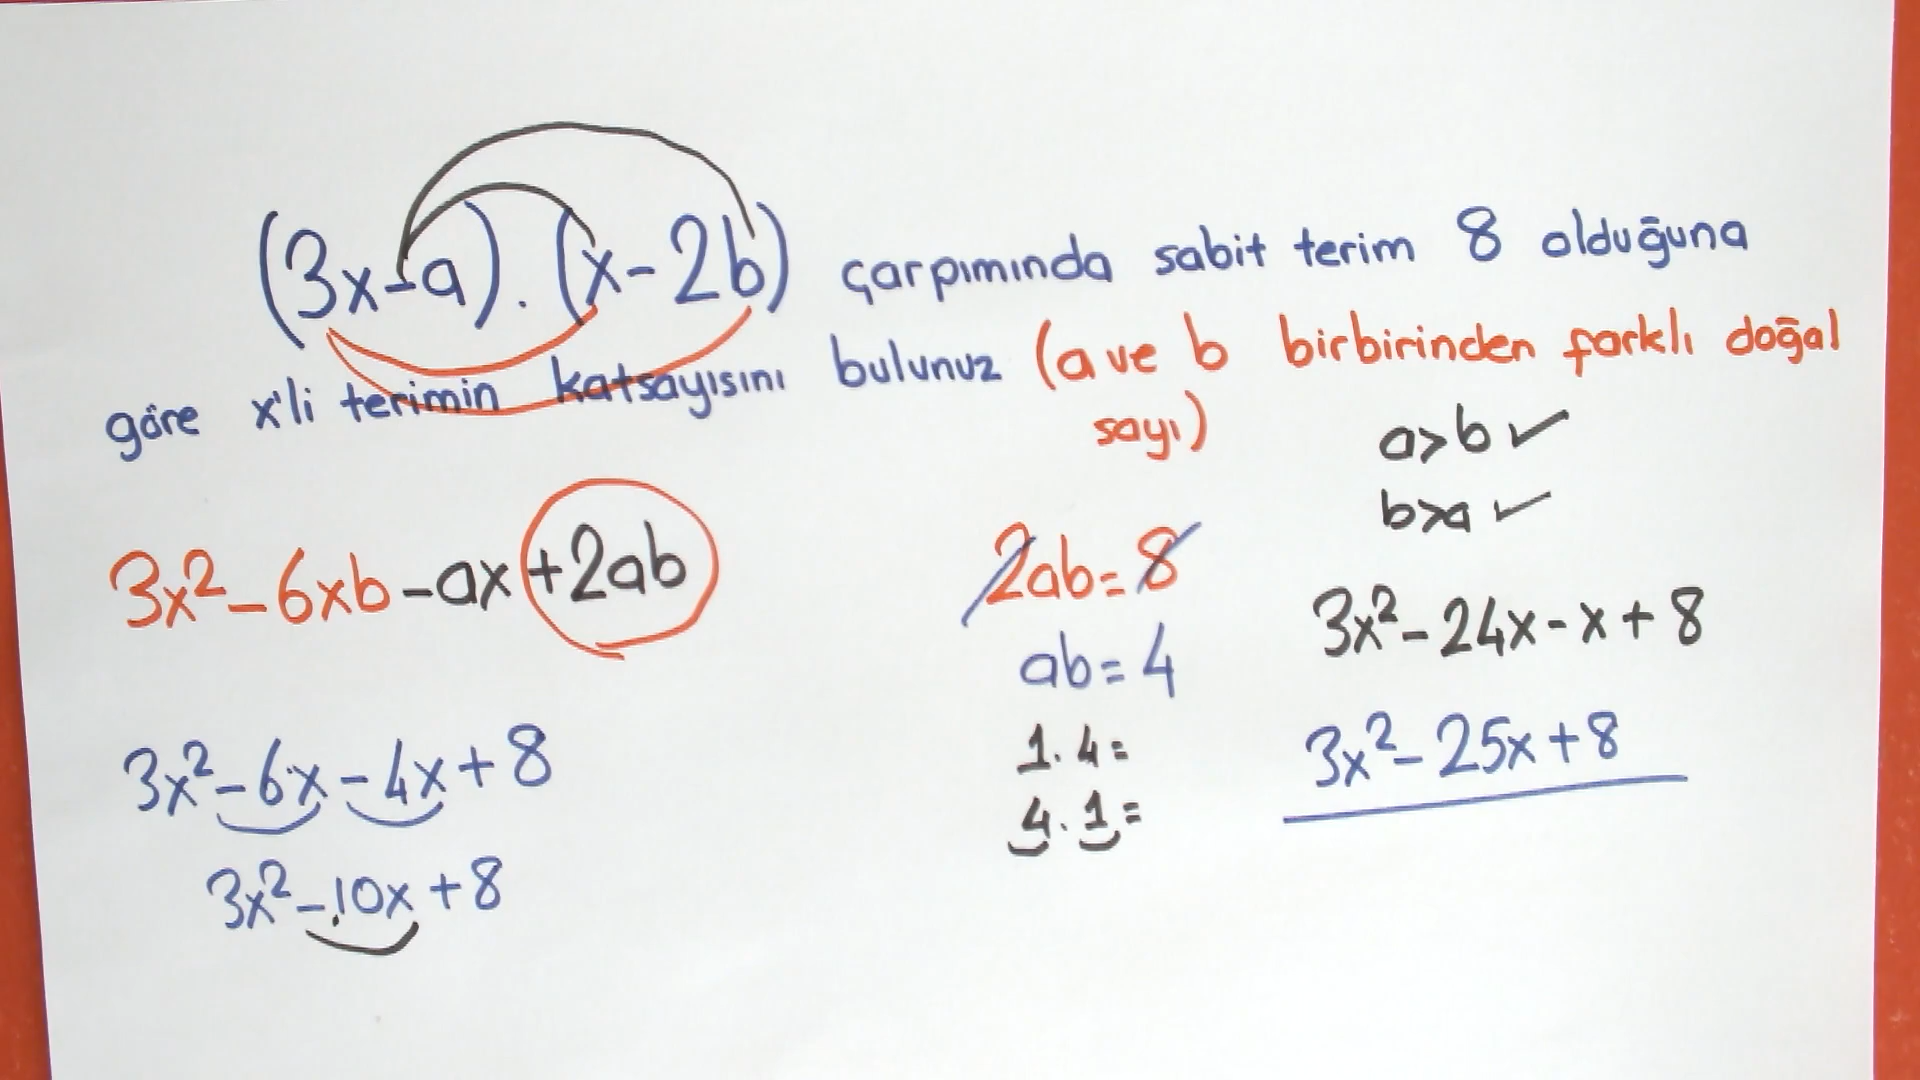 (3x-a).(x-2b) çarpımında sabit terim 8 olduğuna
göre x'li terimin katsayısını bulunuz (a ve b birbirinden farklı doğal
sayı)
a>b ✓
b>a ✓
3x²-6xb-ax+2ab
2ab=8
ab=4
1.4=
4.1=
3x²-24x-x+8
3x²-25x+8
3x²-6x-4x+8
3x²-10x+8